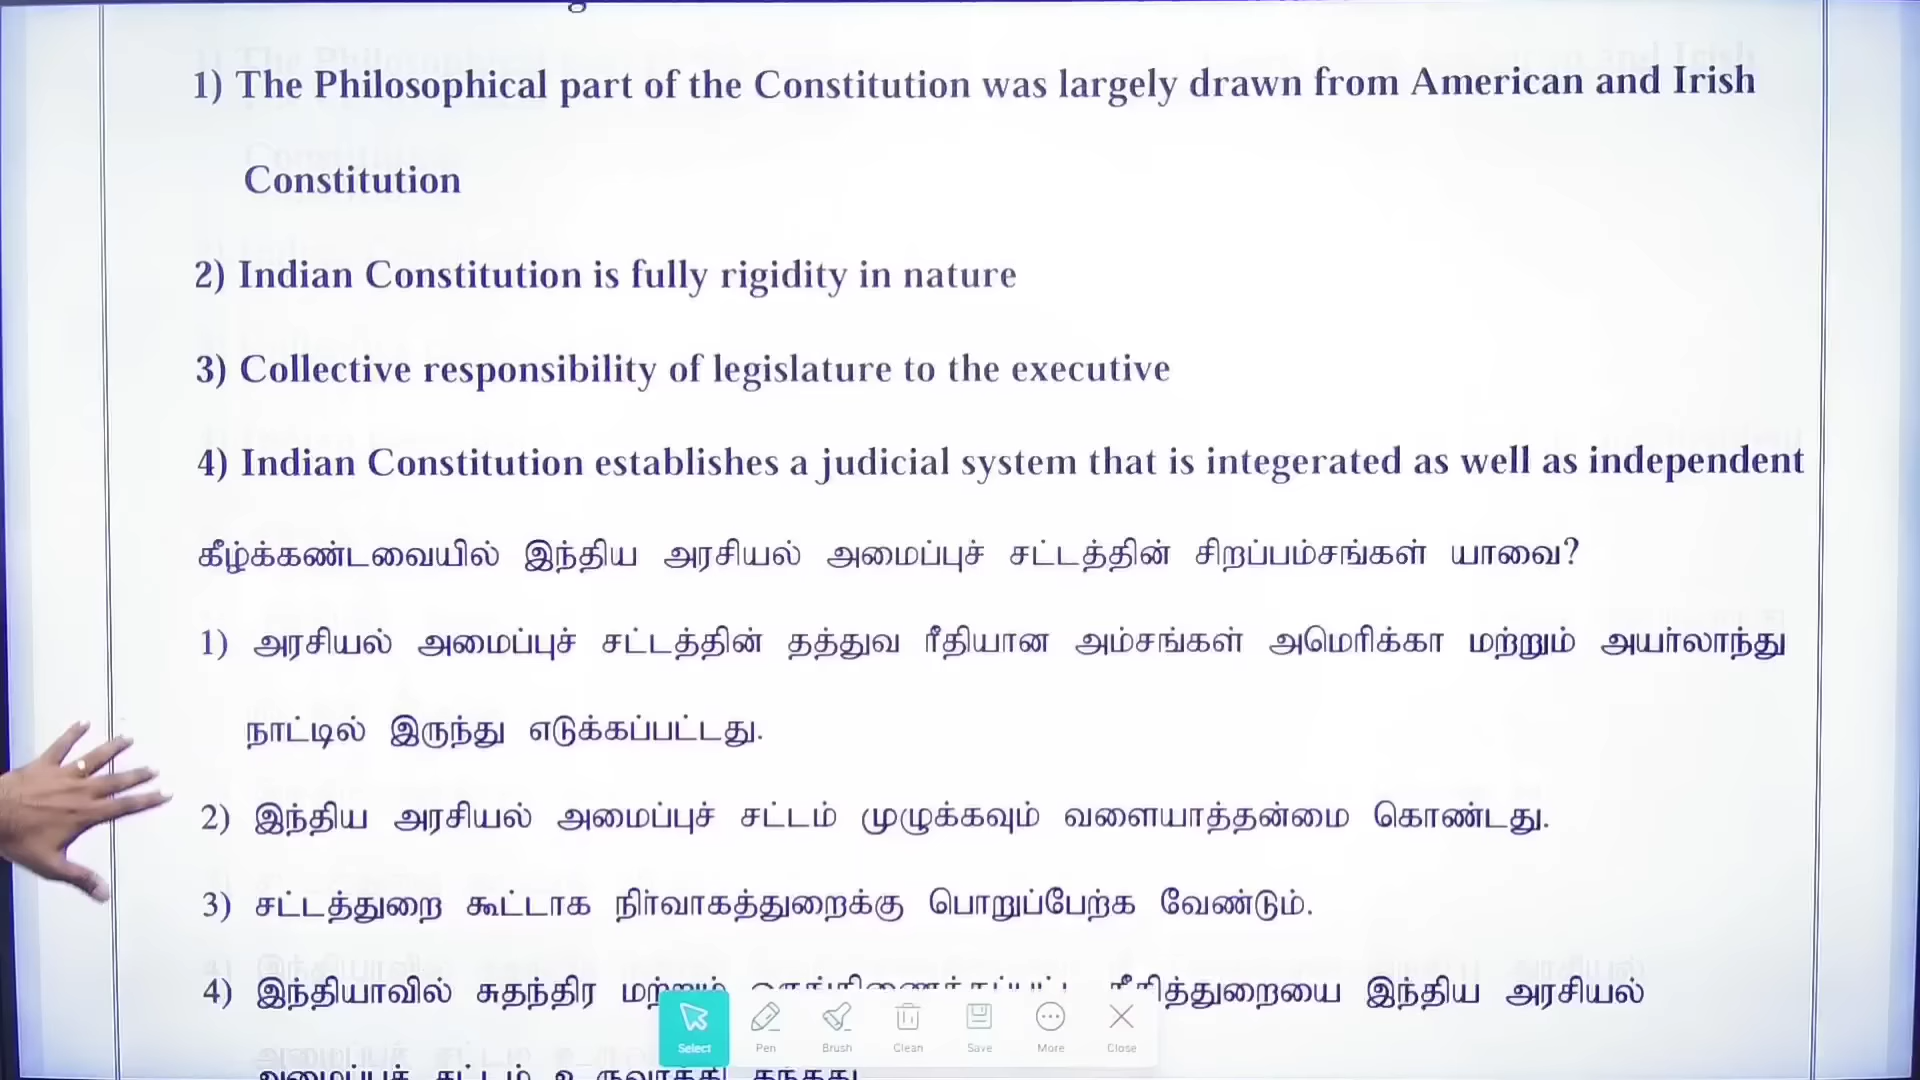 1) The Philosophical part of the Constitution was largely drawn from American and Irish
Constitution
2) Indian Constitution is fully rigidity in nature
3) Collective responsibility of legislature to the executive
4) Indian Constitution establishes a judicial system that is integerated as well as independent
கீழ்க்கண்டவையில் இந்திய அரசியல் அமைப்புச் சட்டத்தின் சிறப்பம்சங்கள் யாவை?
1) அரசியல் அமைப்புச் சட்டத்தின் தத்துவ ரீதியான அம்சங்கள் அமெரிக்கா மற்றும் அயர்லாந்து
நாட்டில் இருந்து எடுக்கப்பட்டது.
2) இந்திய அரசியல் அமைப்புச் சட்டம் முழுக்கவும் வளையாத்தன்மை கொண்டது.
3) சட்டத்துறை கூட்டாக நிர்வாகத்துறைக்கு பொறுப்பேற்க வேண்டும்.
4) இந்தியாவில் சுதந்திர மற்றும் நீதித்துறையை இந்திய அரசியல்
Select Pen Brush Clean Save More Close